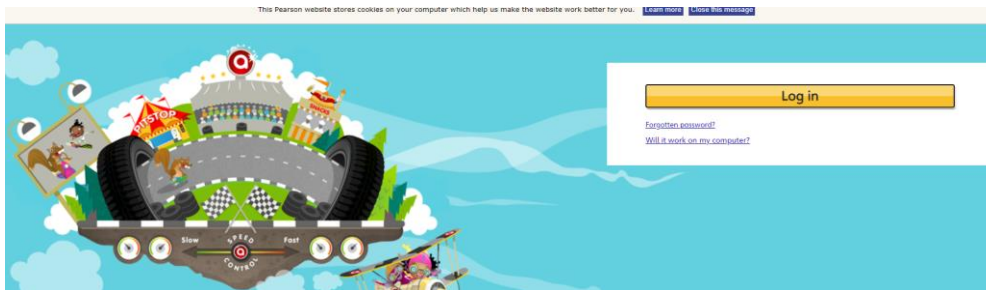 This Pearson website stores cookies on your computer which help us make the website work better for you. Learn more Close this message
Log in
Forgotten password?
Will it work on my computer?
PITSTOP
SNACKS
Slow
SPEED
Fast
CONTROL